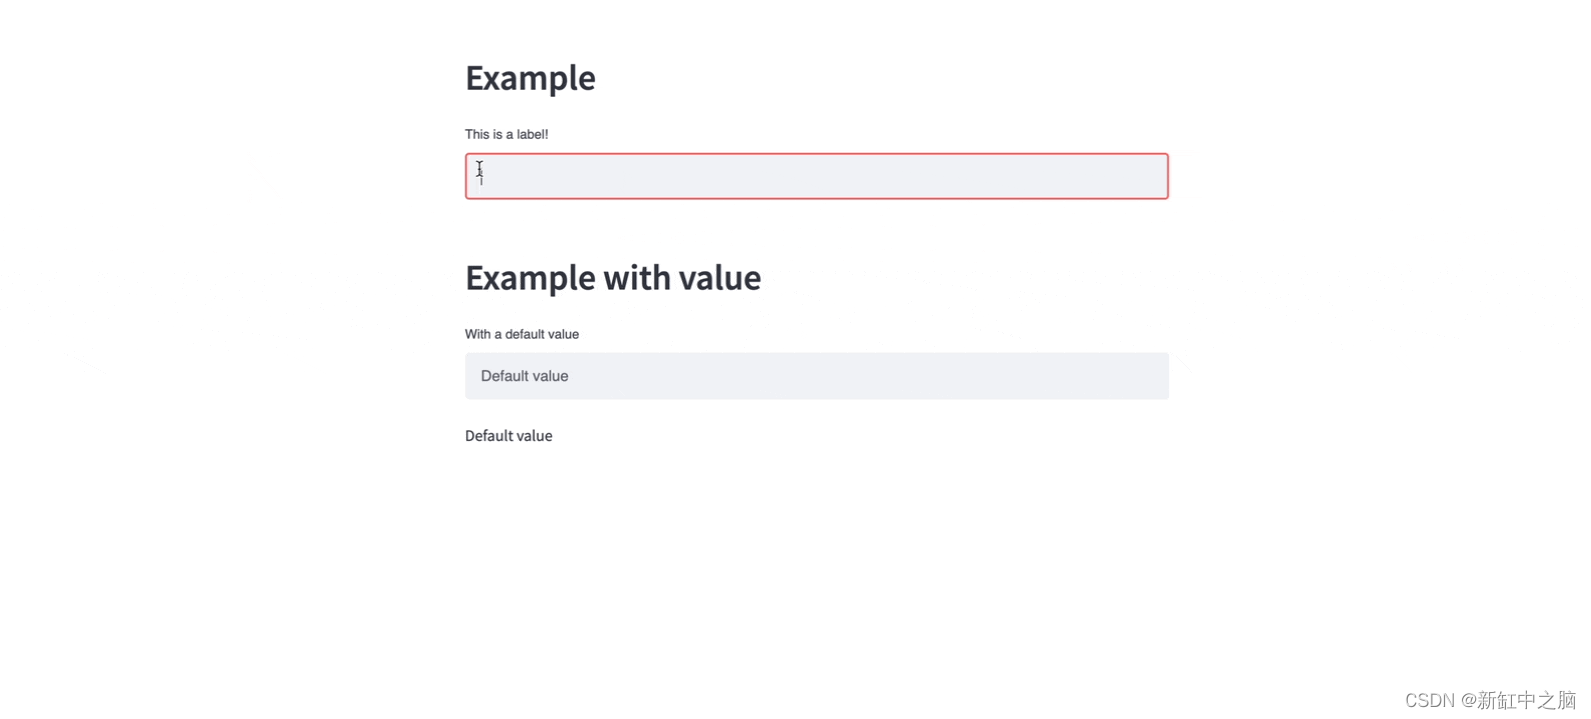 Example
This is a label!
Example with value
With a default value
Default value
Default value
CSDN @新缸中之脑